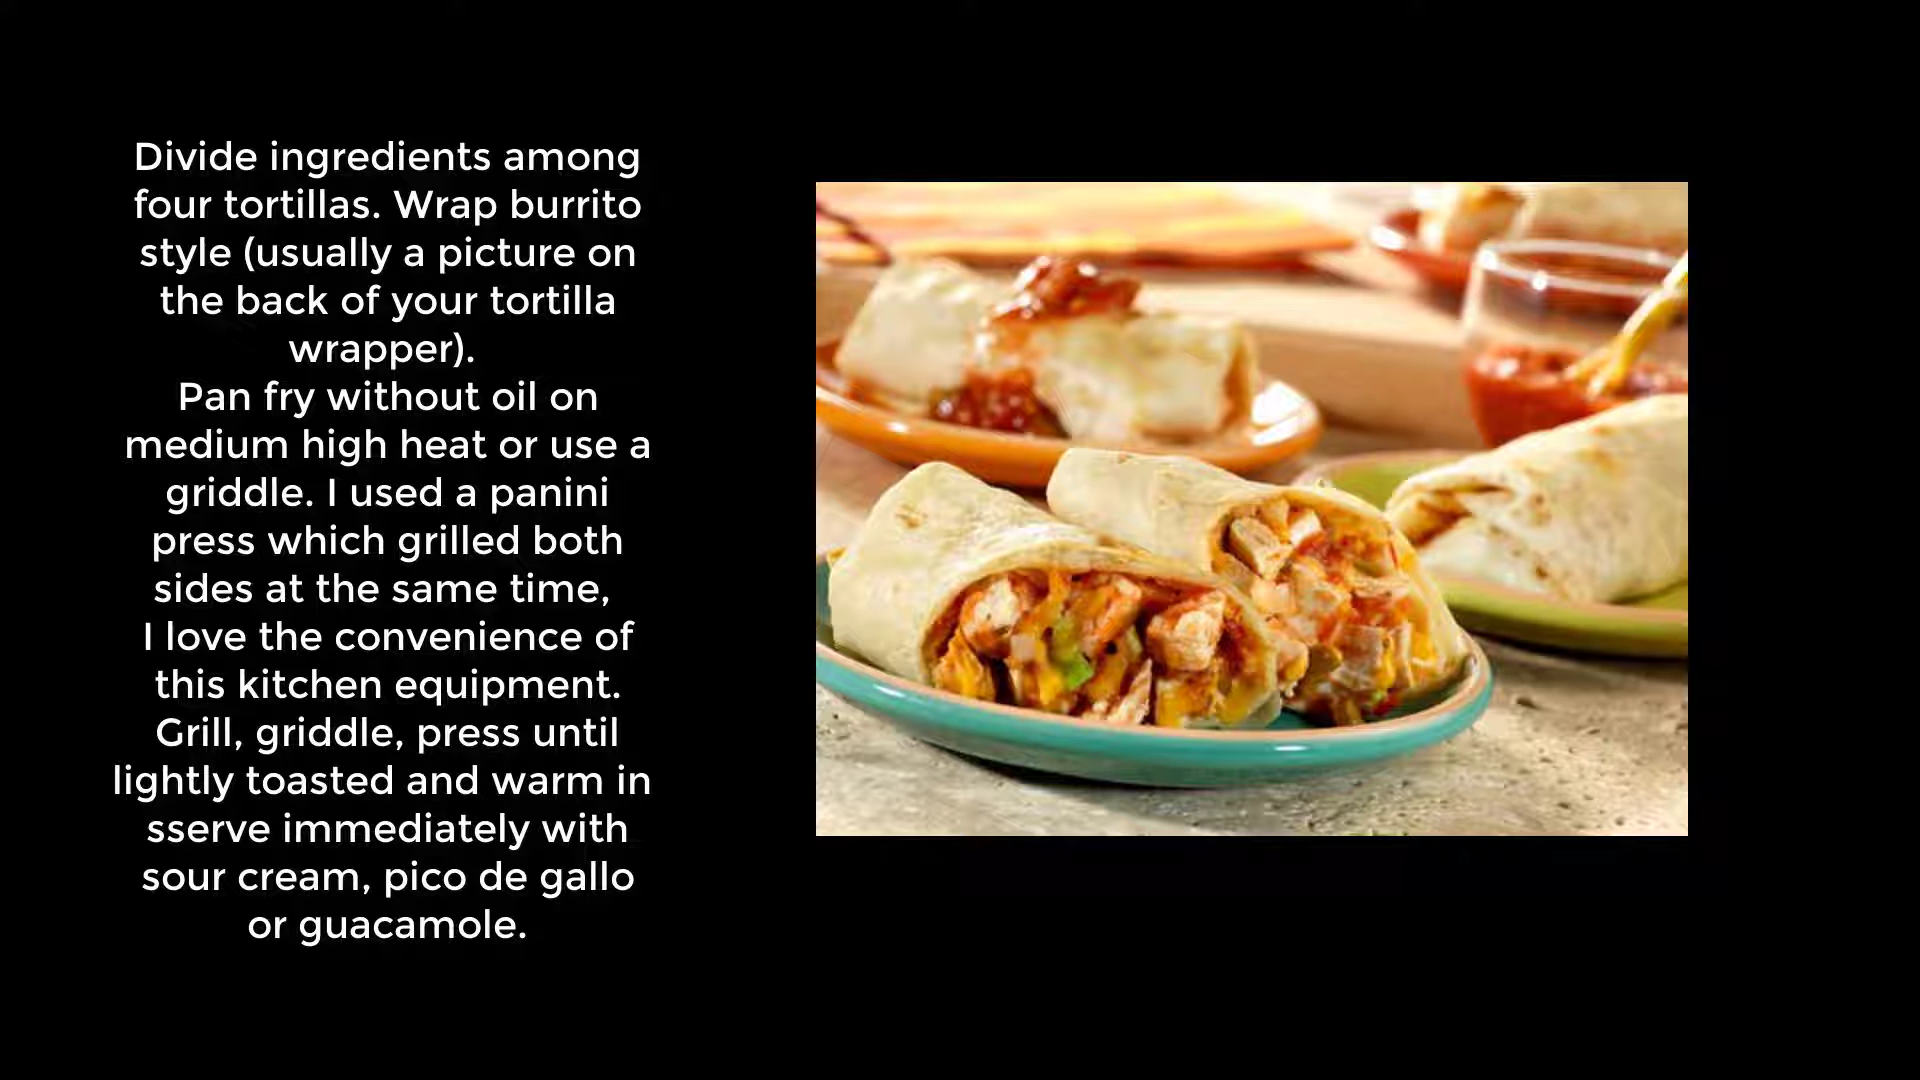 Divide ingredients among
four tortillas. Wrap burrito
style (usually a picture on
the back of your tortilla
wrapper).
Pan fry without oil on
medium high heat or use a
griddle. I used a panini
press which grilled both
sides at the same time,
I love the convenience of
this kitchen equipment.
Grill, griddle, press until
lightly toasted and warm in
sserve immediately with
sour cream, pico de gallo
or guacamole.